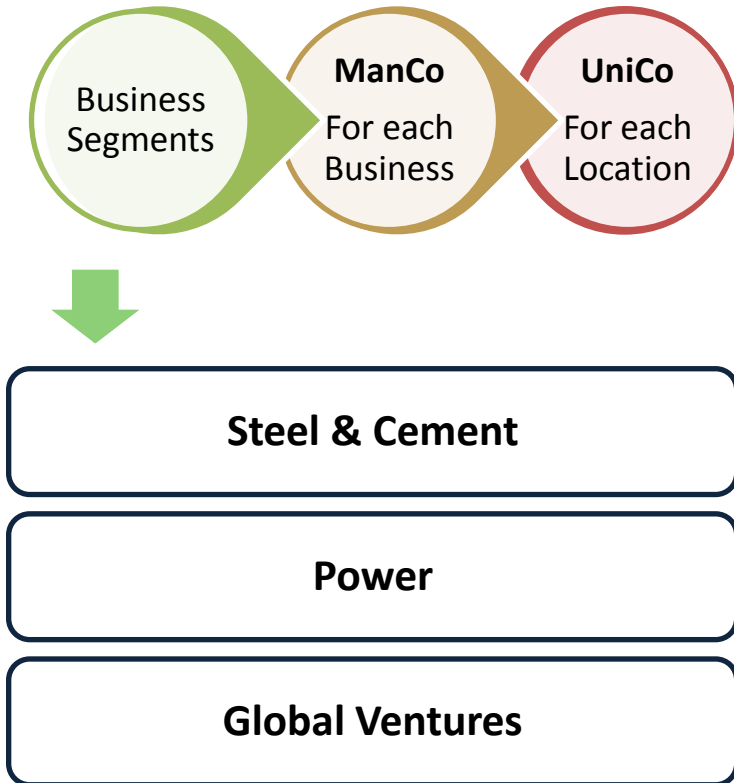 Business
Segments
ManCo
For each
Business
UniCo
For each
Location
Steel & Cement
Power
Global Ventures